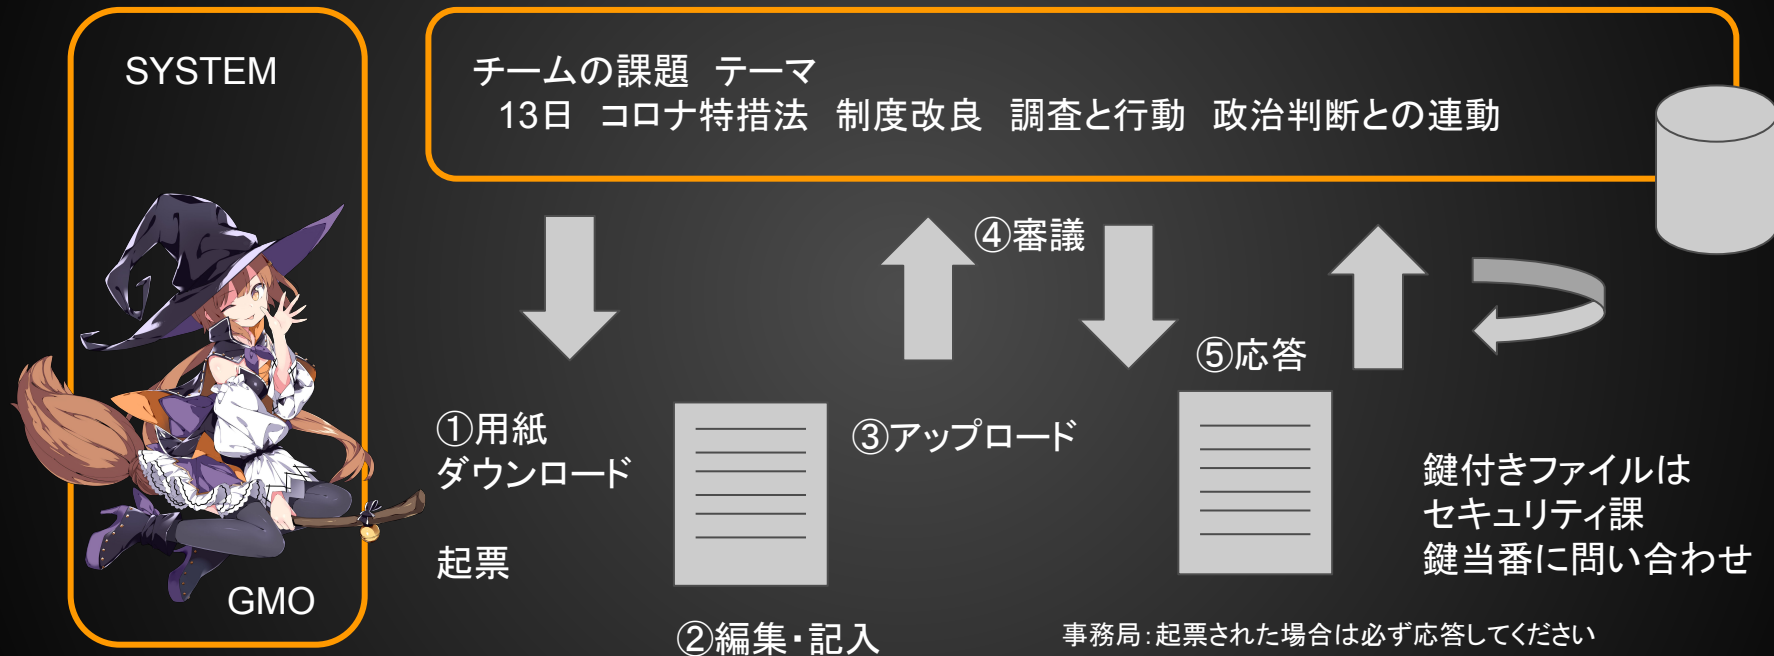 SYSTEM
チームの課題　テーマ
13日　コロナ特措法　制度改良　調査と行動　政治判断との連動
④審議
⑤応答
①用紙
ダウンロード
起票
③アップロード
鍵付きファイルは
セキュリティ課
鍵当番に問い合わせ
GMO
②編集・記入
事務局：起票された場合は必ず応答してください